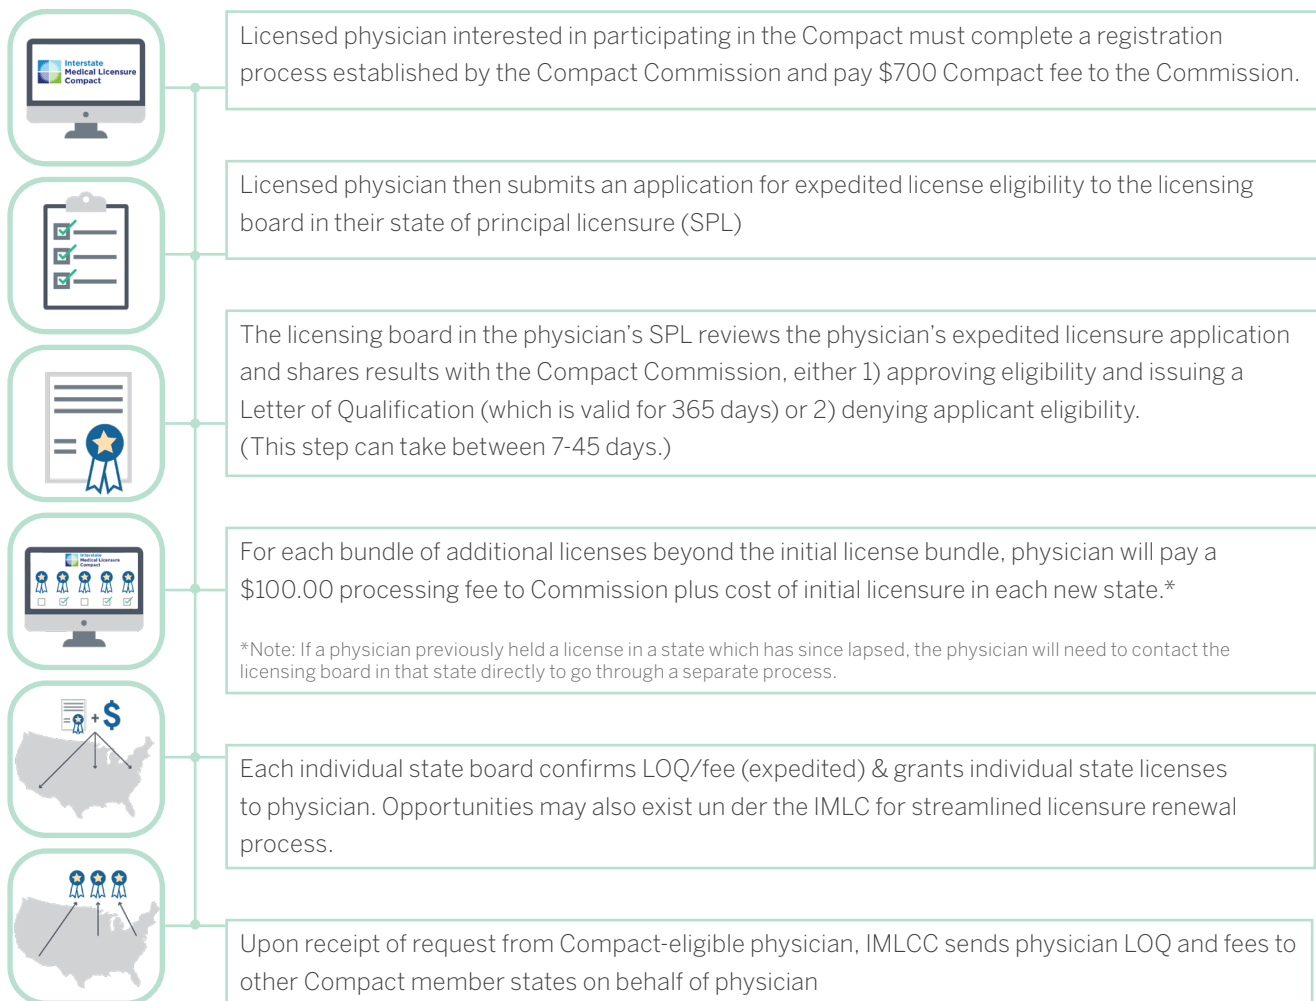 Interstate
Medical Licensure
Compact
Licensed physician interested in participating in the Compact must complete a registration
process established by the Compact Commission and pay $700 Compact fee to the Commission.
Licensed physician then submits an application for expedited license eligibility to the licensing
board in their state of principal licensure (SPL)
The licensing board in the physician's SPL reviews the physician's expedited licensure application
and shares results with the Compact Commission, either 1) approving eligibility and issuing a
Letter of Qualification (which is valid for 365 days) or 2) denying applicant eligibility.
(This step can take between 7-45 days.)
Interstate
Medical Licensure
Compact
For each bundle of additional licenses beyond the initial license bundle, physician will pay a
$100.00 processing fee to Commission plus cost of initial licensure in each new state.*
*Note: If a physician previously held a license in a state which has since lapsed, the physician will need to contact the
licensing board in that state directly to go through a separate process.
+ $
Each individual state board confirms LOQ/fee (expedited) & grants individual state licenses
to physician. Opportunities may also exist un der the IMLC for streamlined licensure renewal
process.
Upon receipt of request from Compact-eligible physician, IMLCC sends physician LOQ and fees to
other Compact member states on behalf of physician